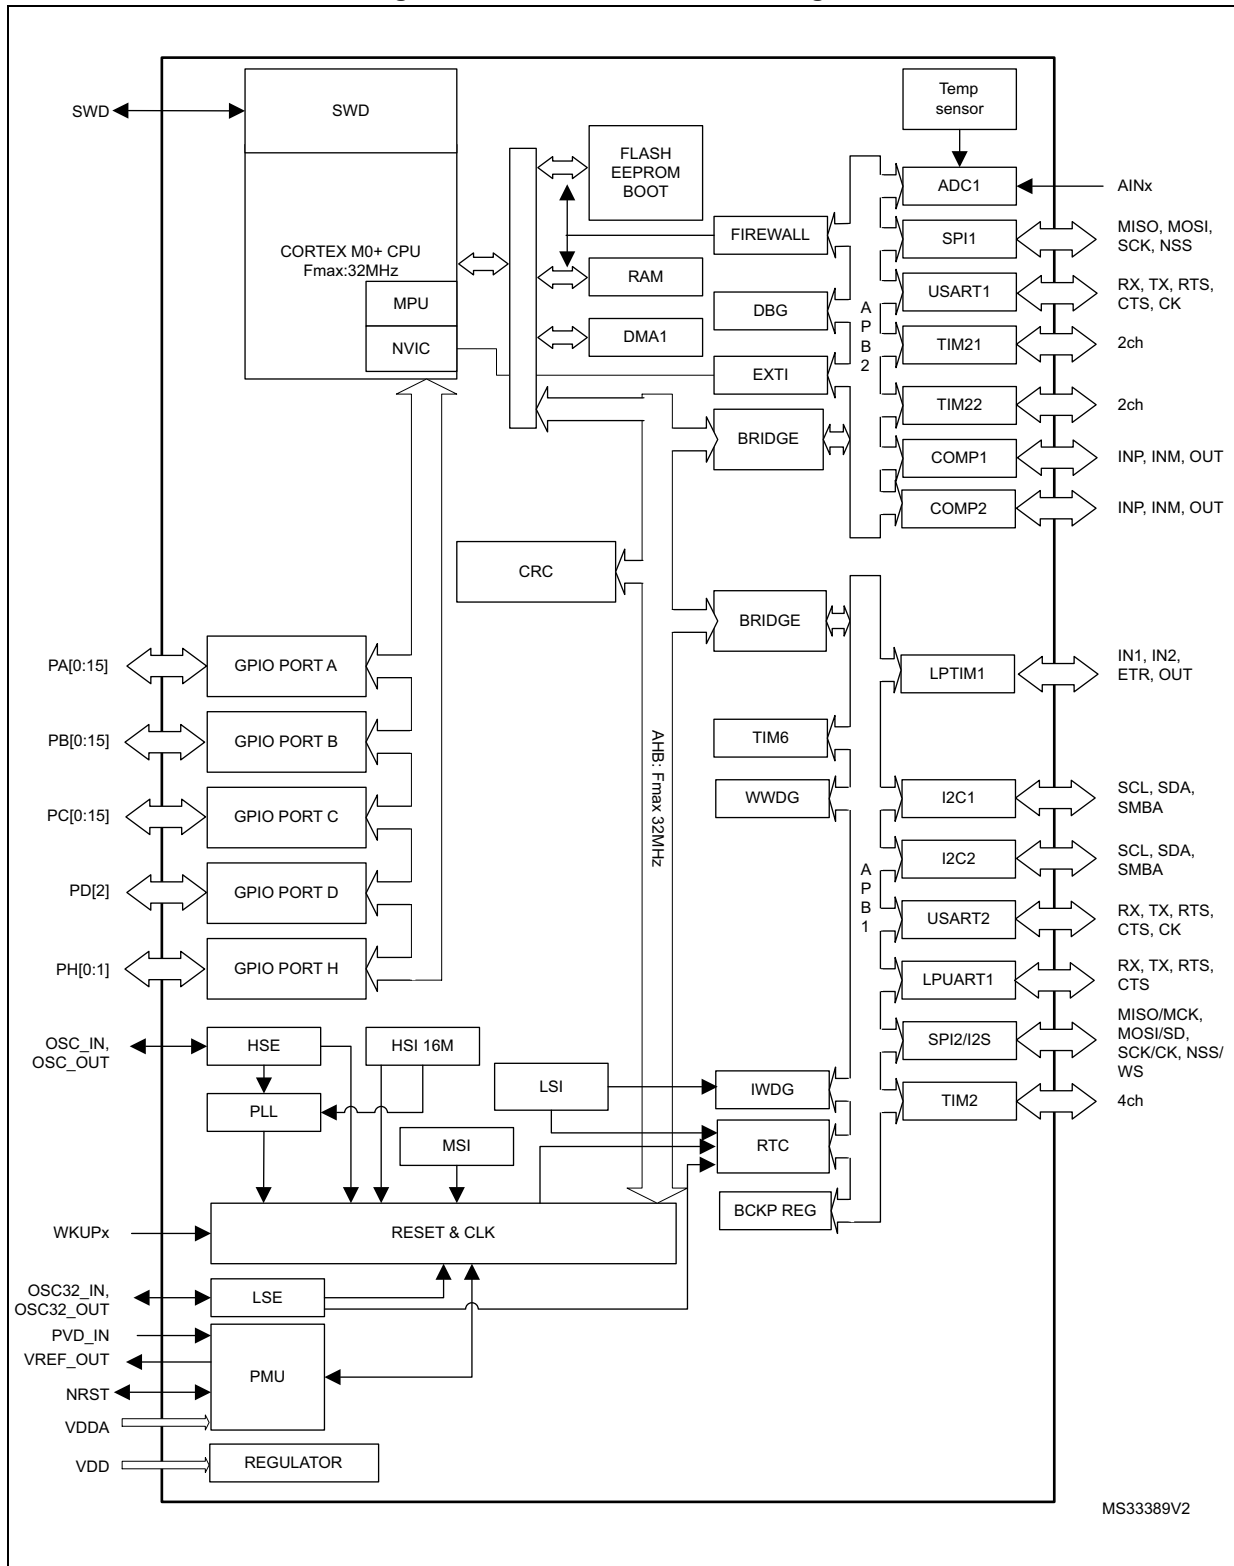 SWD
SWD
Temp
sensor
FLASH
EEPROM
BOOT
ADC1
AINx
FIREWALL
SPI1
MISO, MOSI,
SCK, NSS
CORTEX M0+ CPU
Fmax:32MHz
RAM
USART1
RX, TX, RTS,
CTS, CK
MPU
DBG
A
P
B
2
NVIC
DMA1
TIM21
2ch
EXTI
TIM22
2ch
BRIDGE
COMP1
INP, INM, OUT
COMP2
INP, INM, OUT
CRC
BRIDGE
PA[0:15]
GPIO PORT A
LPTIM1
IN1, IN2,
ETR, OUT
PB[0:15]
GPIO PORT B
AHB: Fmax 32MHz
TIM6
PC[0:15]
GPIO PORT C
WWDG
I2C1
SCL, SDA,
SMBA
I2C2
SCL, SDA,
SMBA
PD[2]
GPIO PORT D
A
P
B
1
USART2
RX, TX, RTS,
CTS, CK
PH[0:1]
GPIO PORT H
LPUART1
RX, TX, RTS,
CTS
OSC_IN,
OSC_OUT
HSE
HSI 16M
SPI2/I2S
MISO/MCK,
MOSI/SD,
SCK/CK, NSS/
WS
LSI
IWDG
PLL
TIM2
4ch
MSI
RTC
BCKP REG
WKUPx
RESET & CLK
OSC32_IN,
OSC32_OUT
LSE
PVD_IN
VREF_OUT
PMU
NRST
VDDA
VDD
REGULATOR
MS33389V2